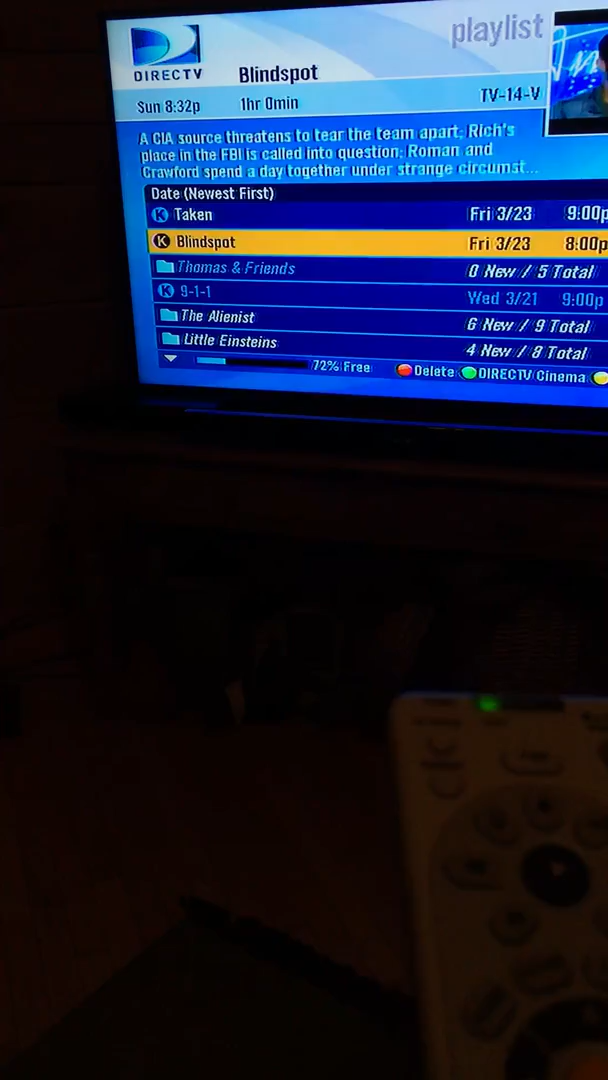 playlist
DIRECTV
Blindspot
Sun 8:32p
1hr 0min
TV-14-V
A CIA source threatens to tear the team apart; Rich's
place in the FBI is called into question; Roman and
Crawford spend a day together under strange circumst...
Date (Newest First)
K Taken Fri 3/23 9:00p
K Blindspot Fri 3/23 8:00p
Thomas & Friends 0 New / 5 Total
K 9-1-1 Wed 3/21 9:00p
The Alienist 6 New / 9 Total
Little Einsteins 4 New / 8 Total
72% Free Delete DIRECTV Cinema